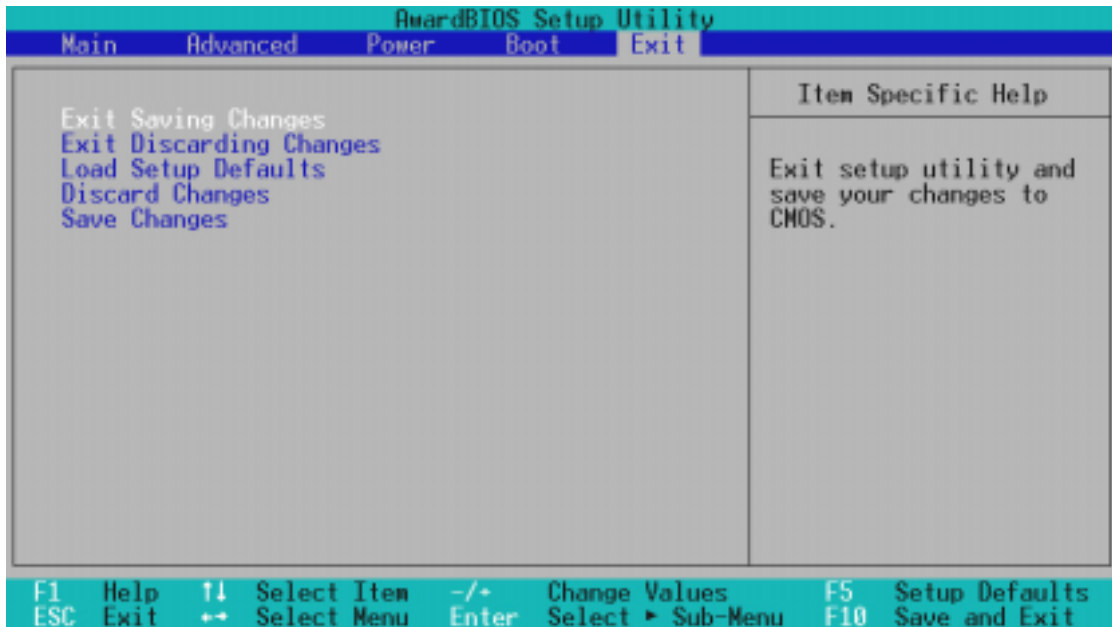 AwardBIOS Setup Utility
Main Advanced Power Boot Exit
Exit Saving Changes
Exit Discarding Changes
Load Setup Defaults
Discard Changes
Save Changes
Item Specific Help
Exit setup utility and
save your changes to
CMOS.
F1 Help ↑↓ Select Item -/+ Change Values F5 Setup Defaults
ESC Exit ←→ Select Menu Enter Select ► Sub-Menu F10 Save and Exit